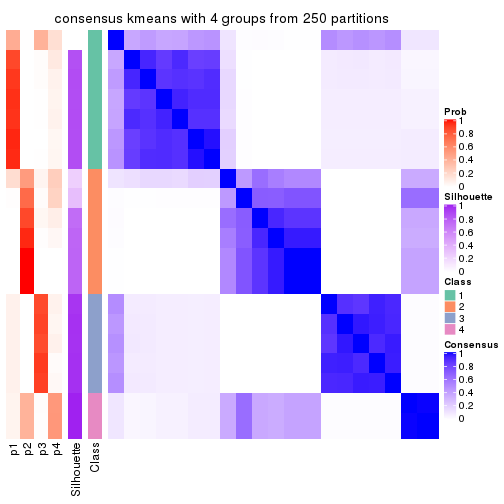 consensus kmeans with 4 groups from 250 partitions
Prob
1
0.8
0.6
0.4
0.2
0
Silhouette
1
0.8
0.6
0.4
0.2
0
Class
1
2
3
4
Consensus
1
0.8
0.6
0.4
0.2
0
p1
p2
p3
p4
Silhouette
Class